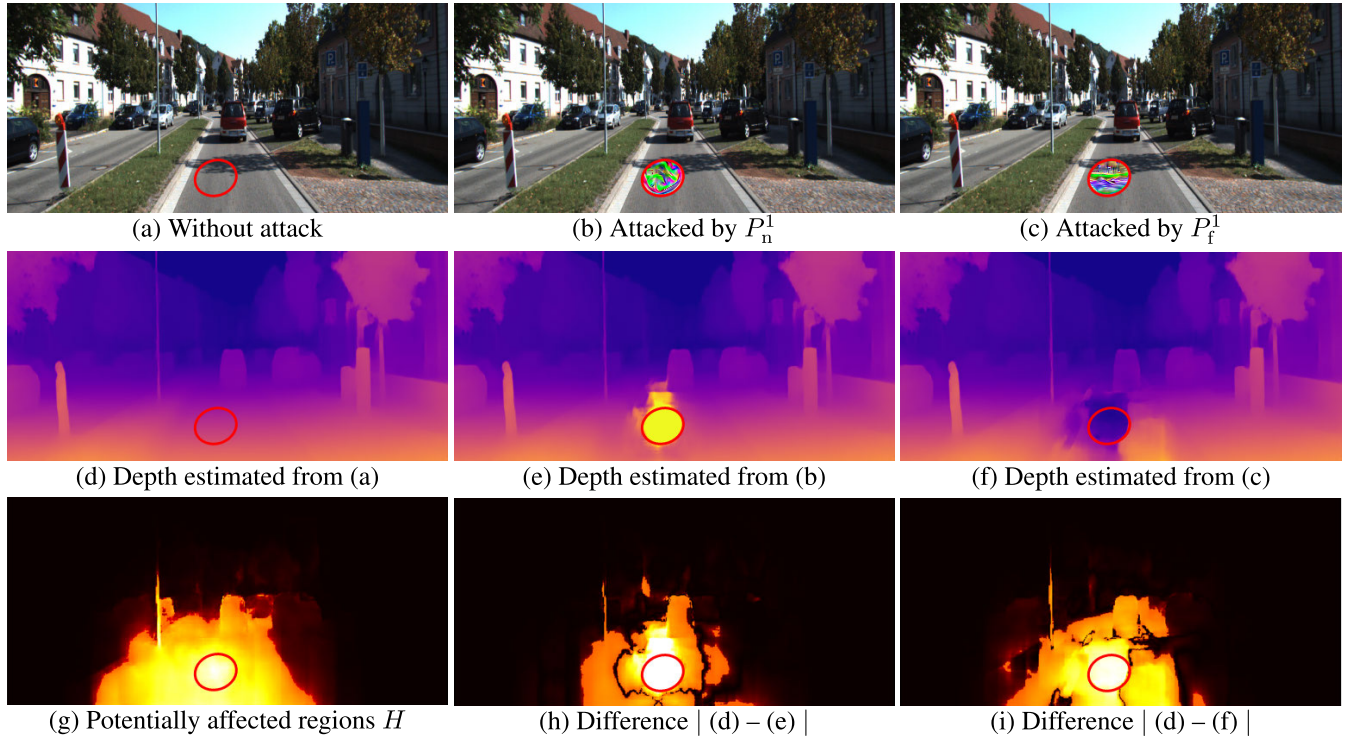 (a) Without attack
(b) Attacked by $P_{\mathrm{n}}^{1}$
(c) Attacked by $P_{\mathrm{f}}^{1}$
(d) Depth estimated from (a)
(e) Depth estimated from (b)
(f) Depth estimated from (c)
(g) Potentially affected regions $H$
(h) Difference | (d) – (e) |
(i) Difference | (d) – (f) |